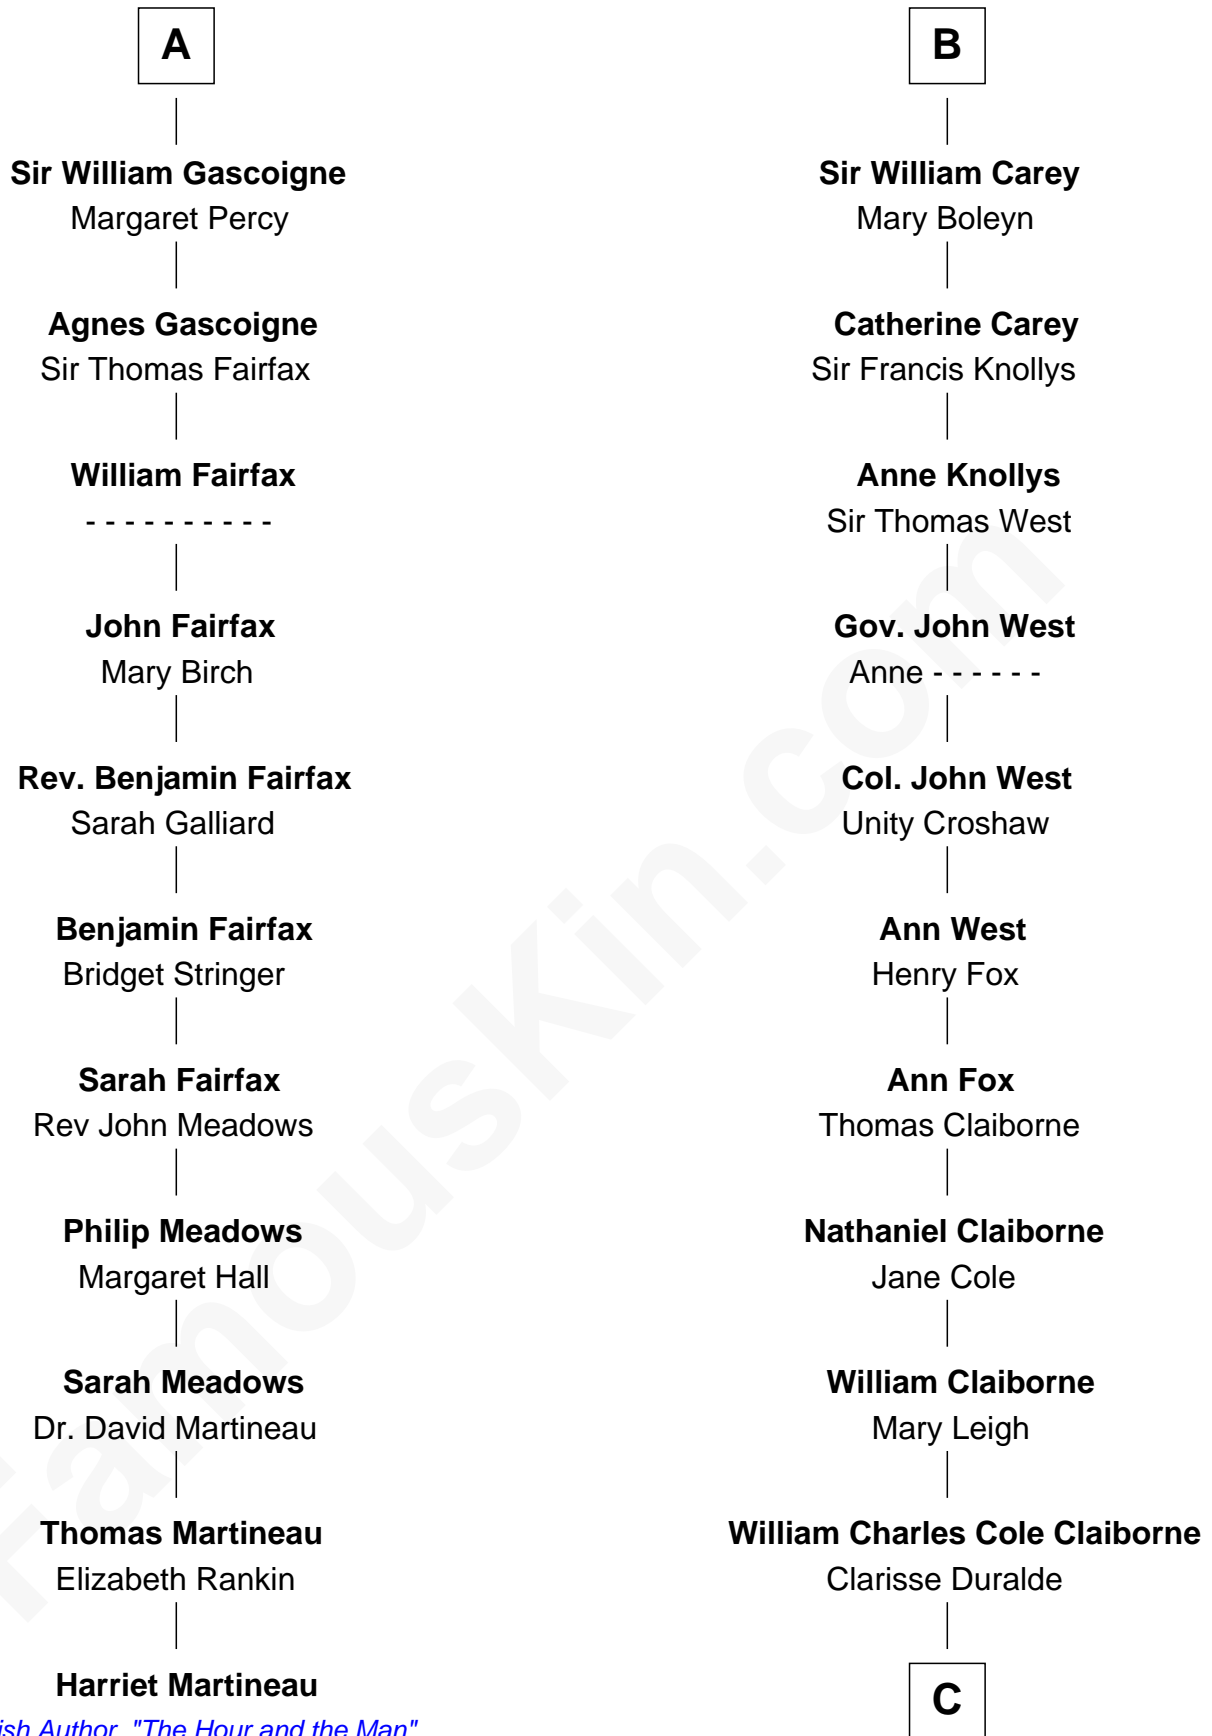 A
Sir William Gascoigne
Margaret Percy
Agnes Gascoigne
Sir Thomas Fairfax
William Fairfax
- - - - - - - - - -
John Fairfax
Mary Birch
Rev. Benjamin Fairfax
Sarah Galliard
Benjamin Fairfax
Bridget Stringer
Sarah Fairfax
Rev John Meadows
Philip Meadows
Margaret Hall
Sarah Meadows
Dr. David Martineau
Thomas Martineau
Elizabeth Rankin
Harriet Martineau
Author, "The Hour and the Man"
B
Sir William Carey
Mary Boleyn
Catherine Carey
Sir Francis Knollys
Anne Knollys
Sir Thomas West
Gov. John West
Anne - - - - - -
Col. John West
Unity Croshaw
Ann West
Henry Fox
Ann Fox
Thomas Claiborne
Nathaniel Claiborne
Jane Cole
William Claiborne
Mary Leigh
William Charles Cole Claiborne
Clarisse Duralde
C
FamousKin.com